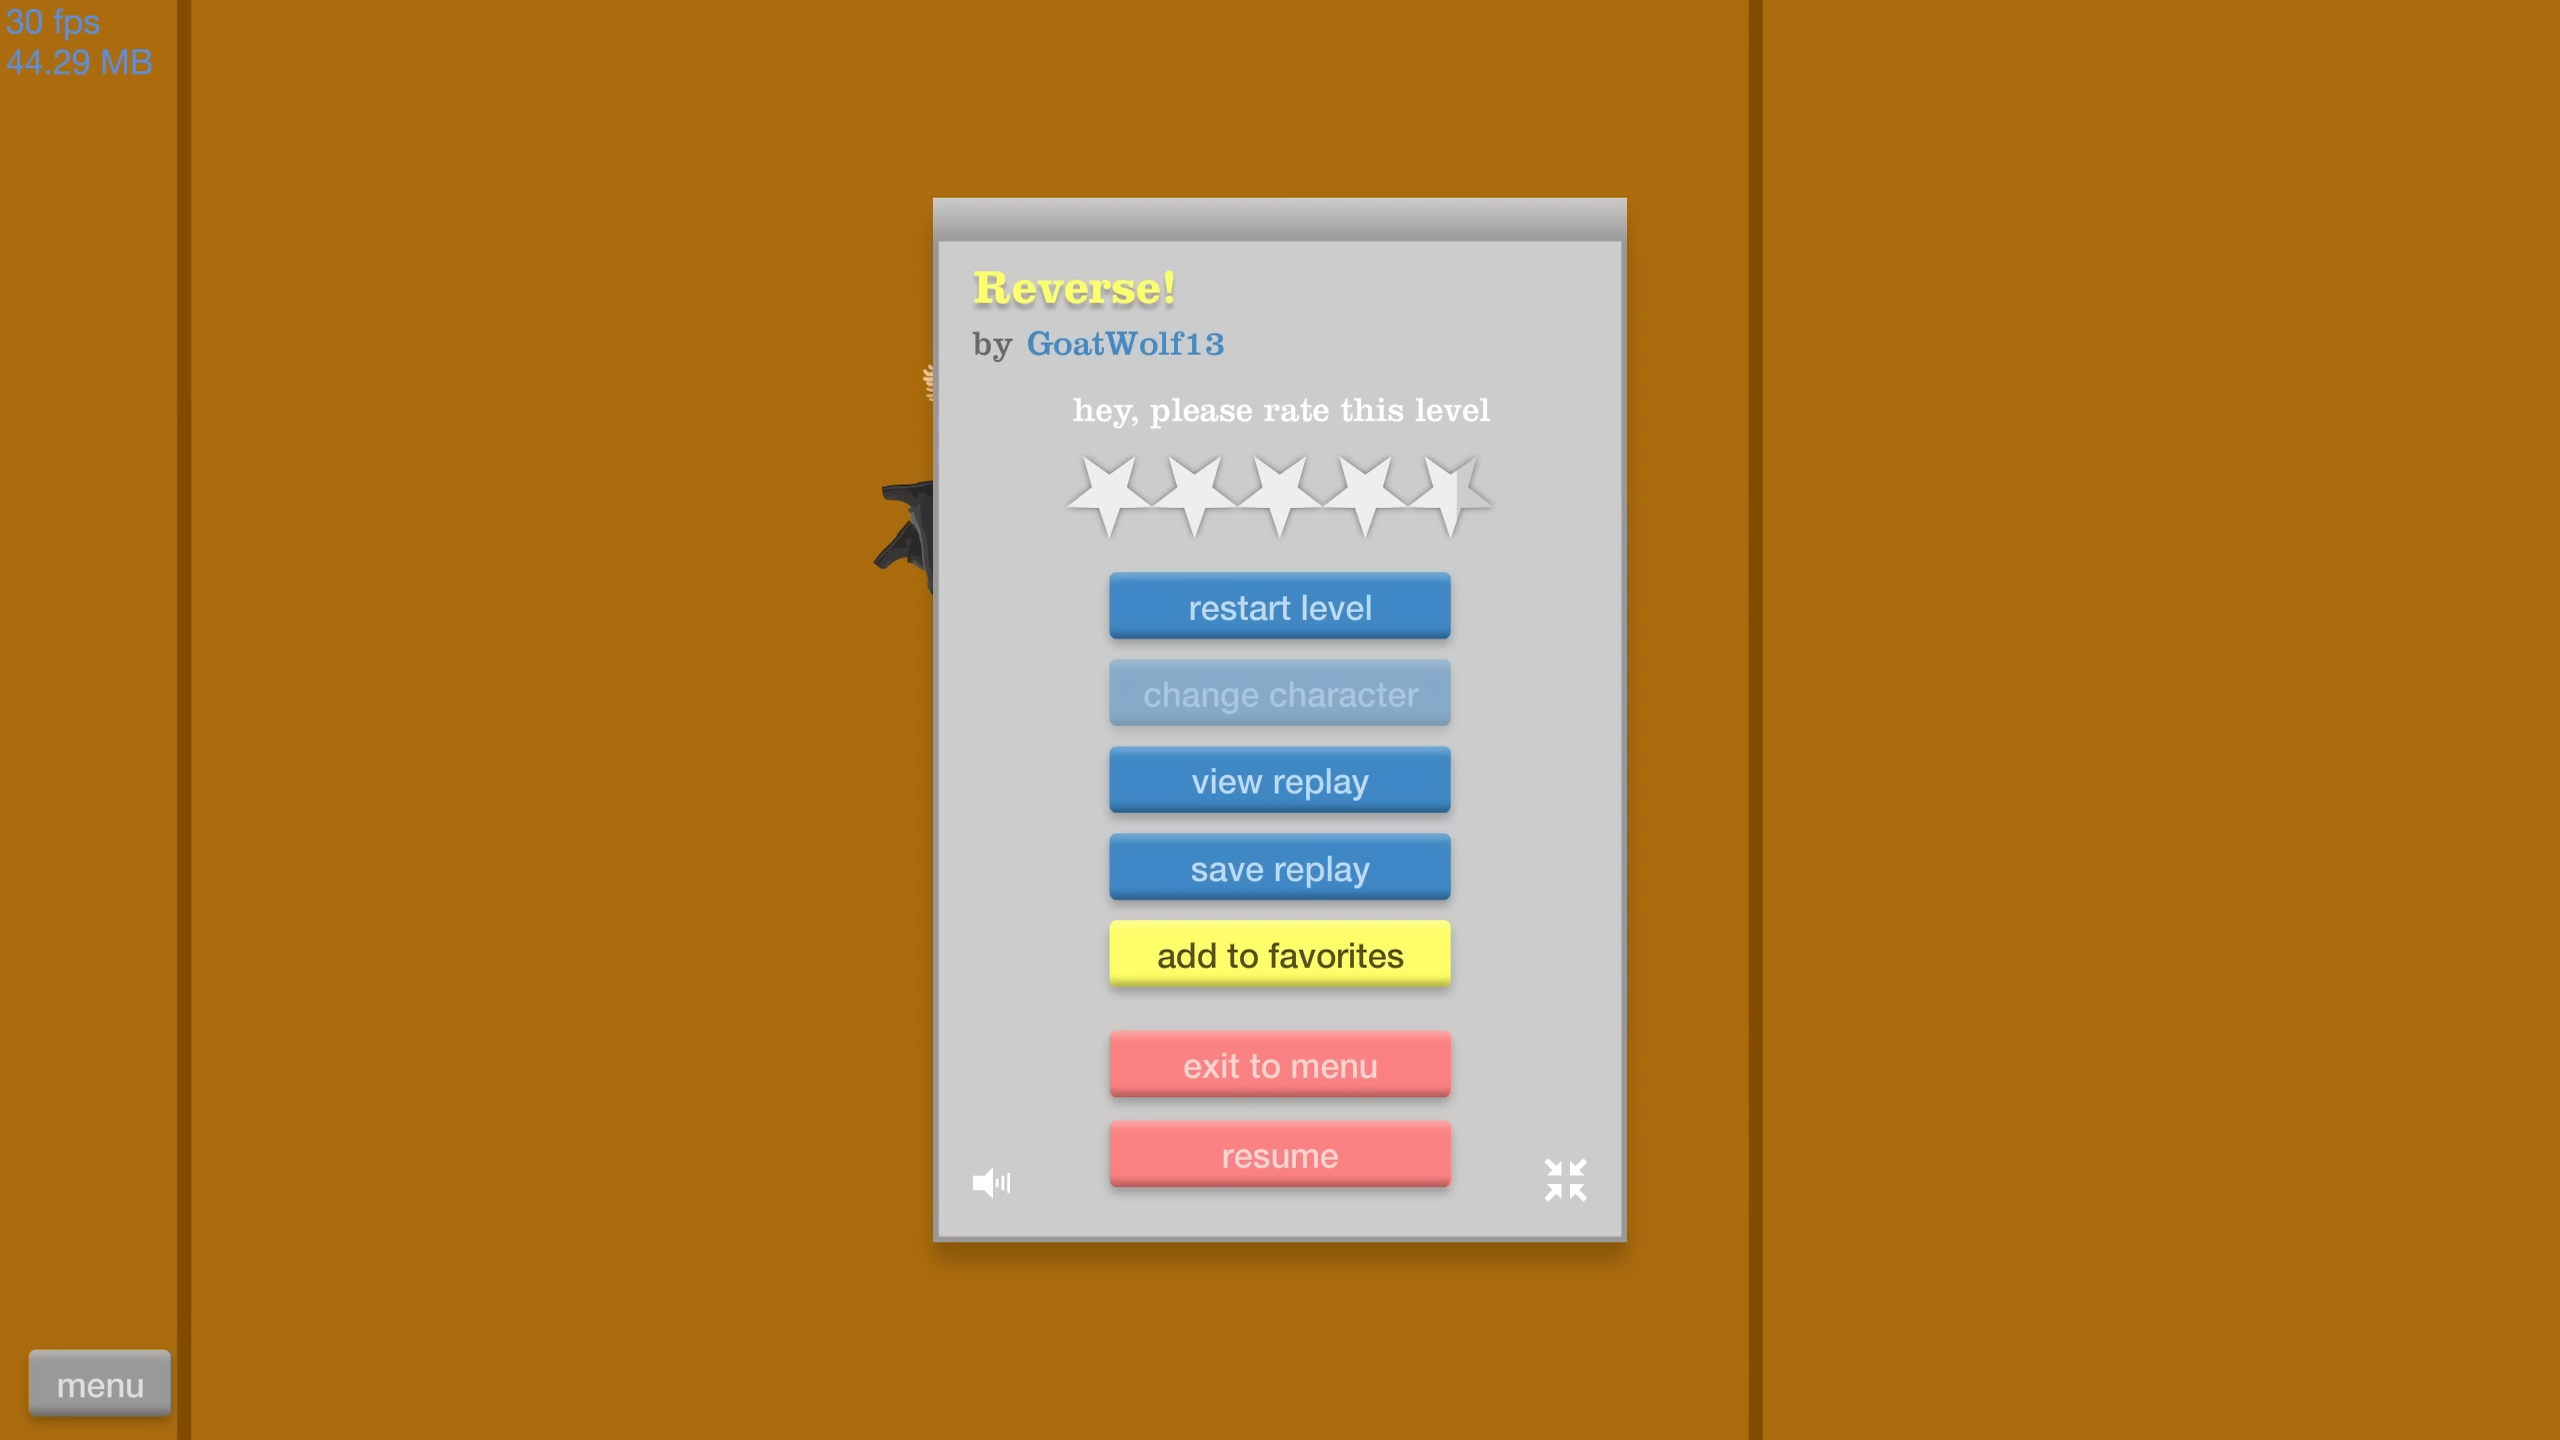 30 fps
44.29 MB
Reverse!
by GoatWolf13
hey, please rate this level
restart level
change character
view replay
save replay
add to favorites
exit to menu
resume
menu